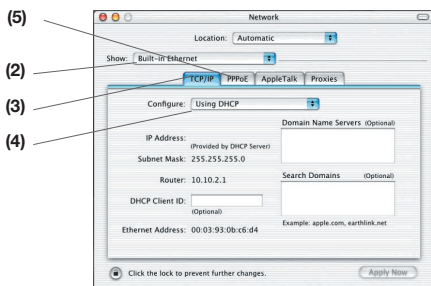 (5)
Network
Location: Automatic
(2)
Show: Built-in Ethernet
(3)
TCP/IP PPPoE AppleTalk Proxies
(4)
Configure: Using DHCP
Domain Name Servers (Optional)
IP Address:
(Provided by DHCP Server)
Subnet Mask: 255.255.255.0
Router: 10.10.2.1
Search Domains (Optional)
DHCP Client ID:
(Optional)
Example: apple.com, earthlink.net
Ethernet Address: 00:03:93:0b:c6:d4
Click the lock to prevent further changes.
Apply Now